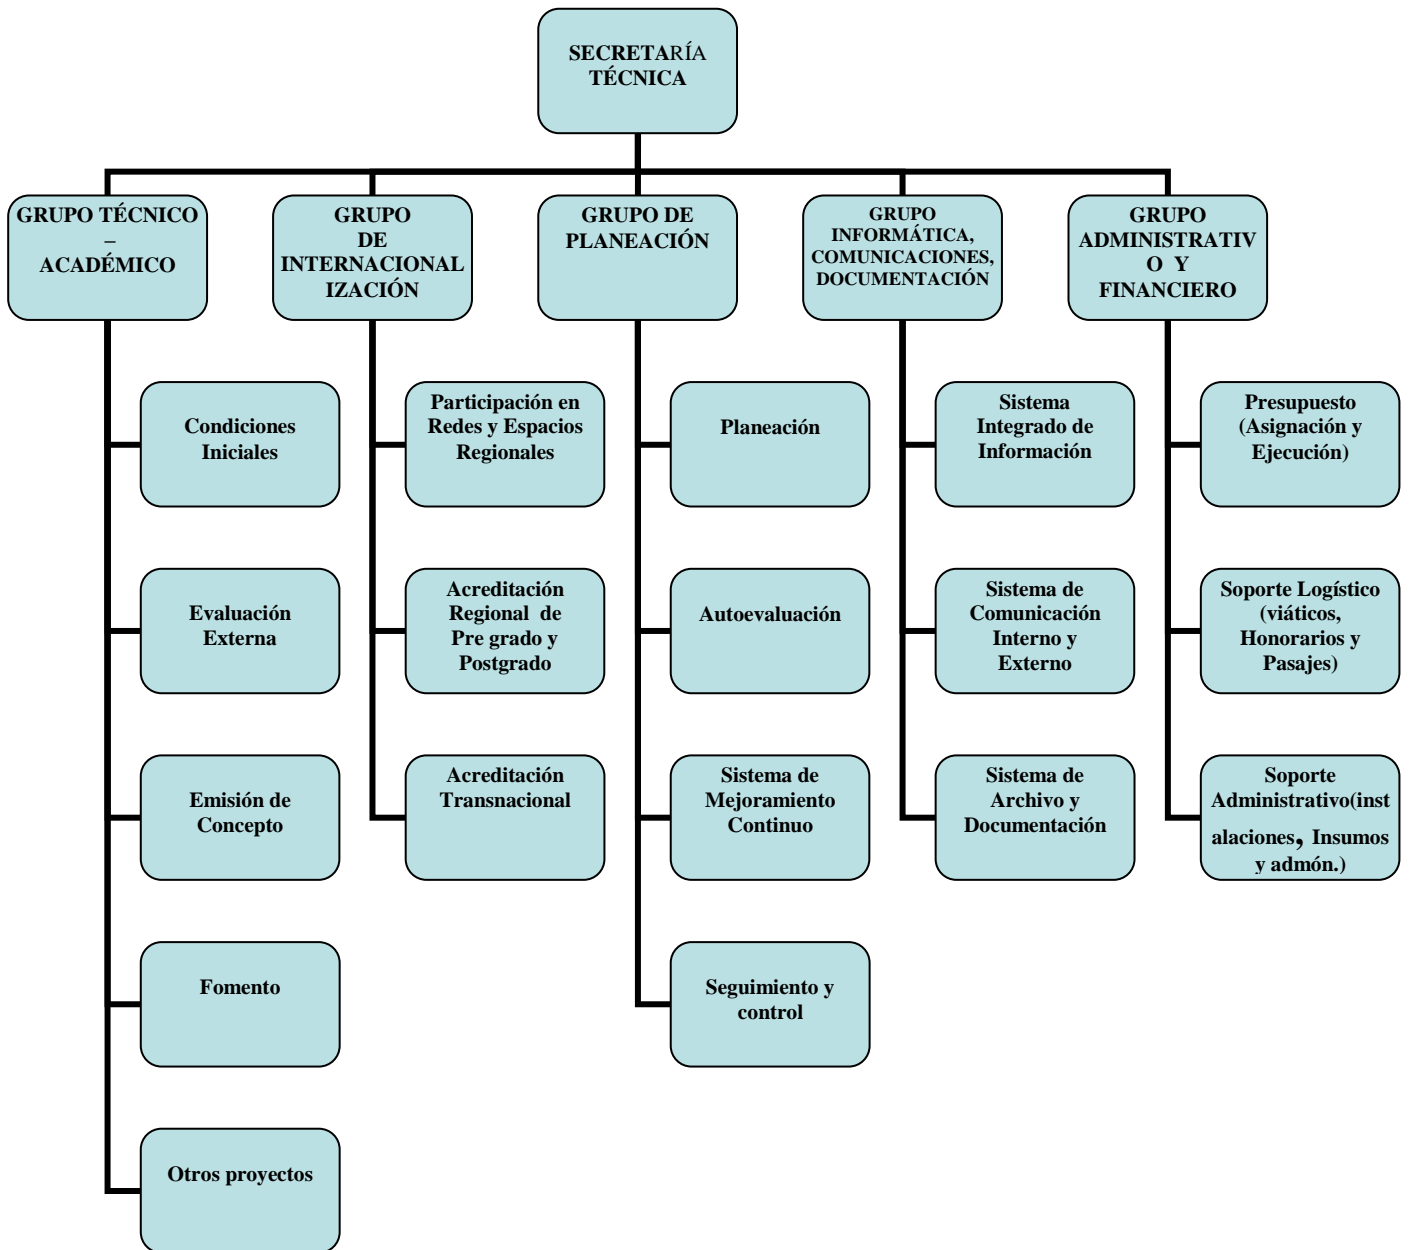 SECRETARÍA
TÉCNICA
GRUPO TÉCNICO
–
ACADÉMICO
GRUPO
DE
INTERNACIONAL
IZACIÓN
GRUPO DE
PLANEACIÓN
GRUPO
INFORMÁTICA,
COMUNICACIONES,
DOCUMENTACIÓN
GRUPO
ADMINISTRATIV
O Y
FINANCIERO
Condiciones
Iniciales
Evaluación
Externa
Emisión de
Concepto
Fomento
Otros proyectos
Participación en
Redes y Espacios
Regionales
Acreditación
Regional de
Pre grado y
Postgrado
Acreditación
Transnacional
Planeación
Autoevaluación
Sistema de
Mejoramiento
Continuo
Seguimiento y
control
Sistema
Integrado de
Información
Sistema de
Comunicación
Interno y
Externo
Sistema de
Archivo y
Documentación
Presupuesto
(Asignación y
Ejecución)
Soporte Logístico
(viáticos,
Honorarios y
Pasajes)
Soporte
Administrativo(inst
alaciones, Insumos
y admón.)